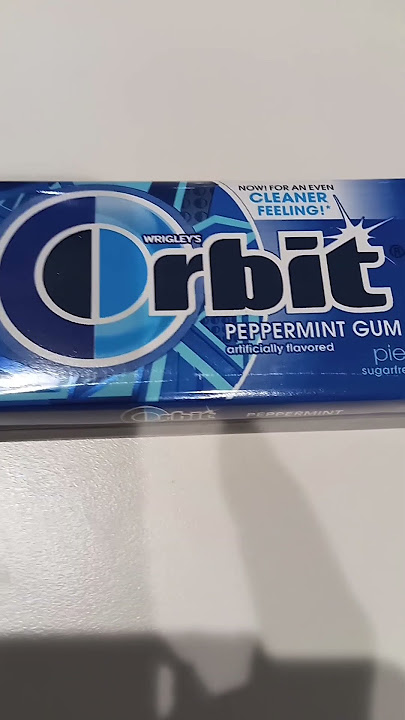 NOW! FOR AN EVEN
CLEANER
FEELING!*
WRIGLEY'S
Orbit®
PEPPERMINT GUM
artificially flavored
pie
sugarfre
Orbit PEPPERMINT